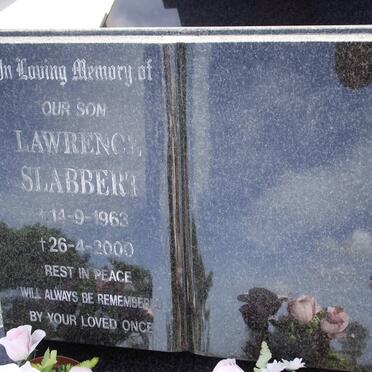 In Loving Memory of
OUR SON
LAWRENCE
SLABBERT
*14-9-1963
†26-4-2000
REST IN PEACE
WILL ALWAYS BE REMEMBERED
BY YOUR LOVED ONCE